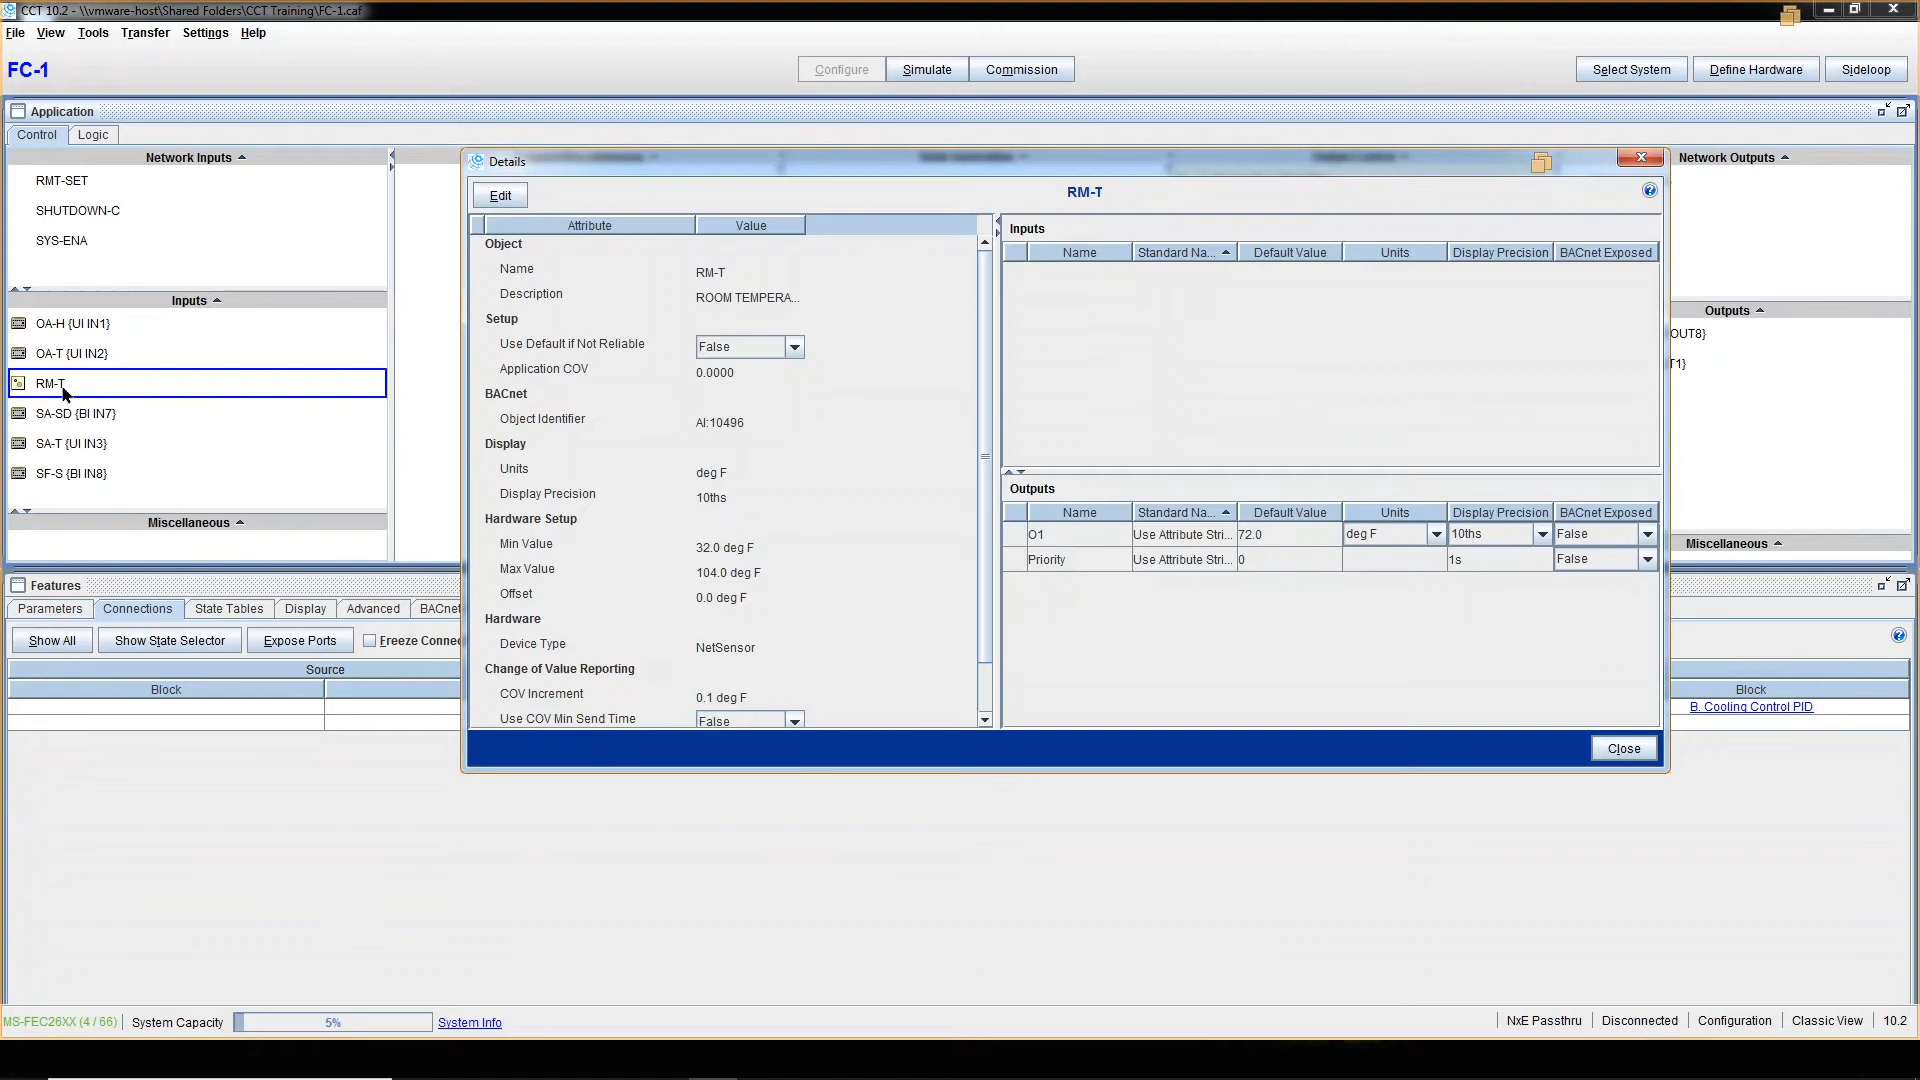 CCT 10.2 - \\vmware-host\Shared Folders\CCT Training\FC-1.caf
File View Tools Transfer Settings Help
FC-1
Configure Simulate Commission
Select System Define Hardware Sideloop
Application
Control Logic
Network Inputs
RMT-SET
SHUTDOWN-C
SYS-ENA
Inputs
OA-H {UI IN1}
OA-T {UI IN2}
RM-T
SA-SD {BI IN7}
SA-T {UI IN3}
SF-S {BI IN8}
Miscellaneous
Details
Edit
RM-T
Attribute Value
Object
Name RM-T
Description ROOM TEMPERA...
Setup
Use Default if Not Reliable False
Application COV 0.0000
BACnet
Object Identifier AI:10496
Display
Units deg F
Display Precision 10ths
Hardware Setup
Min Value 32.0 deg F
Max Value 104.0 deg F
Offset 0.0 deg F
Hardware
Device Type NetSensor
Change of Value Reporting
COV Increment 0.1 deg F
Use COV Min Send Time False
Inputs
Name Standard Na... Default Value Units Display Precision BACnet Exposed
Outputs
Name Standard Na... Default Value Units Display Precision BACnet Exposed
O1 Use Attribute Stri... 72.0 deg F 10ths False
Priority Use Attribute Stri... 0 1s False
Close
Network Outputs
Outputs
OUT8}
T1}
Miscellaneous
Features
Parameters Connections State Tables Display Advanced BACnet
Show All Show State Selector Expose Ports Freeze Conne
Source
Block
Block
B. Cooling Control PID
MS-FEC26XX (4 / 66) System Capacity 5% System Info
NxE Passthru Disconnected Configuration Classic View 10.2